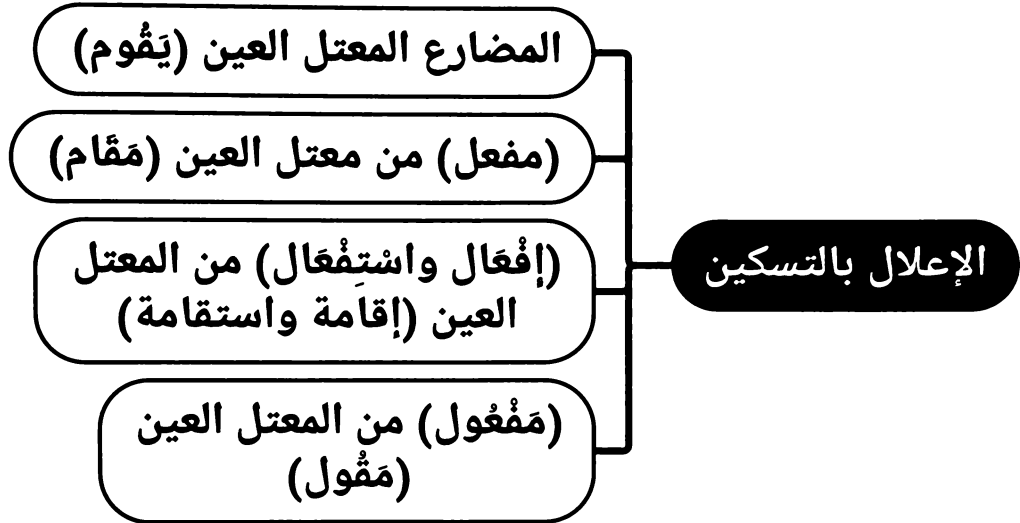 الإعلال بالتسكين
المضارع المعتل العين (يَقُوم)
(مفعل) من معتل العين (مَقَام)
(إفْعَال واسْتِفْعَال) من المعتل
العين (إقامة واستقامة)
(مَفْعُول) من المعتل العين
(مَقُول)